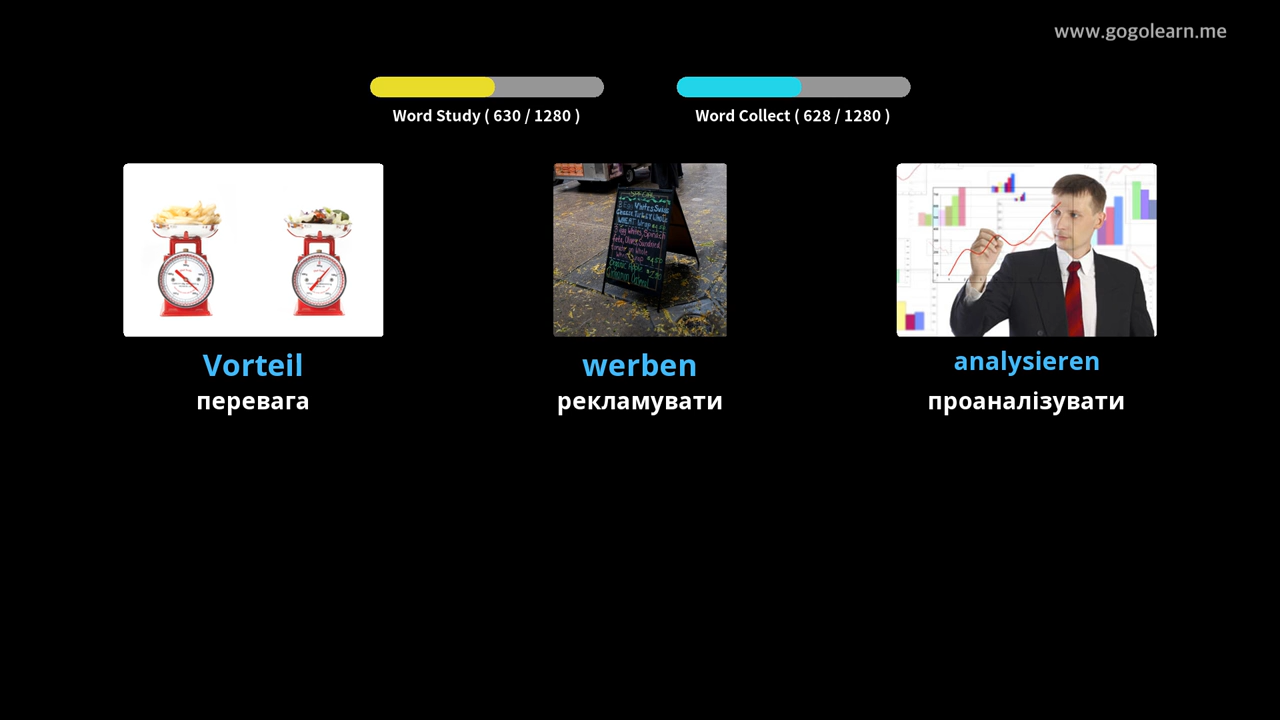 www.gogolearn.me
Word Study ( 630 / 1280 )
Word Collect ( 628 / 1280 )
Vorteil
werben
analysieren
перевага
рекламувати
проаналізувати